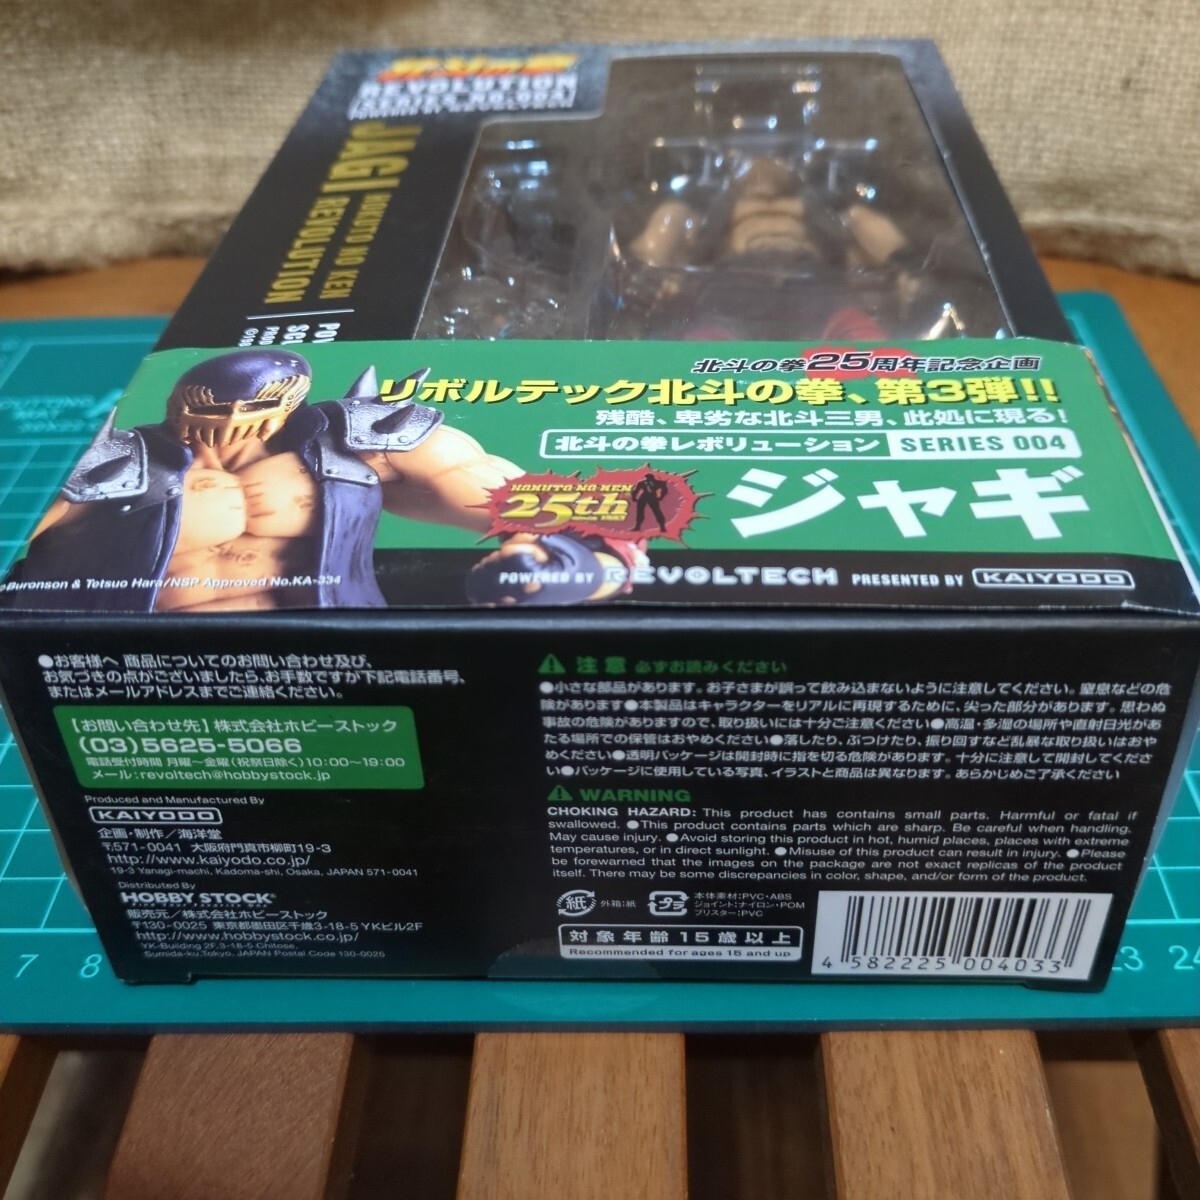 北斗の拳
REVOLUTION
SERIES No.004
POWERED BY REVOLTECH
JAGI HOKUTO NO KEN REVOLUTION
北斗の拳25周年記念企画
リボルテック北斗の拳、第3弾!!
残酷、卑劣な北斗三男、此処に現る!
北斗の拳レボリューション SERIES 004
HOKUTO NO KEN
25th
since 1983
ジャギ
©Buronson & Tetsuo Hara/NSP Approved No.KA-334
POWERED BY REVOLTECH PRESENTED BY KAIYODO
●お客様へ 商品についてのお問い合わせ及び、
お気づきの点がございましたら、お手数ですが下記電話番号、
またはメールアドレスまでご連絡ください。
【お問い合わせ先】株式会社ホビーストック
(03)5625-5066
電話受付時間 月曜〜金曜(祝祭日除く)10:00〜19:00
メール:revoltech@hobbystock.jp
Produced and Manufactured By
KAIYODO
企画・制作/海洋堂
〒571-0041 大阪府門真市柳町19-3
http://www.kaiyodo.co.jp/
19-3 Yanagi-machi, Kadoma-shi, Osaka, JAPAN 571-0041
Distributed By
HOBBY STOCK
Find Your Favorite One
販売元/株式会社ホビーストック
〒130-0025 東京都墨田区千歳3-18-5 YKビル2F
http://www.hobbystock.co.jp/
YK-Building 2F,3-18-5 Chitose,
Sumida-ku,Tokyo, JAPAN Postal Code 130-0025
注意 必ずお読みください
●小さな部品があります。お子さまが誤って飲み込まないように注意してください。窒息などの危
険があります●本製品はキャラクターをリアルに再現するために、尖った部分があります。思わぬ
事故の危険がありますので、取り扱いには十分ご注意ください●高温・多湿の場所や直射日光があ
たる場所での保管はおやめください●落したり、ぶつけたり、振り回すなど乱暴な取り扱いはおや
めください●透明パッケージは開封時に指を切る危険があります。十分に注意して開封してくださ
い●パッケージに使用している写真、イラストと商品は異なります。あらかじめご了承ください
WARNING
CHOKING HAZARD: This product has contains small parts. Harmful or fatal if
swallowed. ●This product contains parts which are sharp. Be careful when handling.
May cause injury. ●Avoid storing this product in hot, humid places, places with extreme
temperatures, or in direct sunlight. ●Misuse of this product can result in injury. ●Please
be forewarned that the images on the package are not exact replicas of the product
itself. There may be some discrepancies in color, shape, and/or form of the product.
紙 外箱:紙
プラ 本体素材:PVC・ABS
ジョイント:ナイロン・POM
ブリスター:PVC
対象年齢15歳以上
Recommended for ages 15 and up
4 582225 004033
7 8 23 24